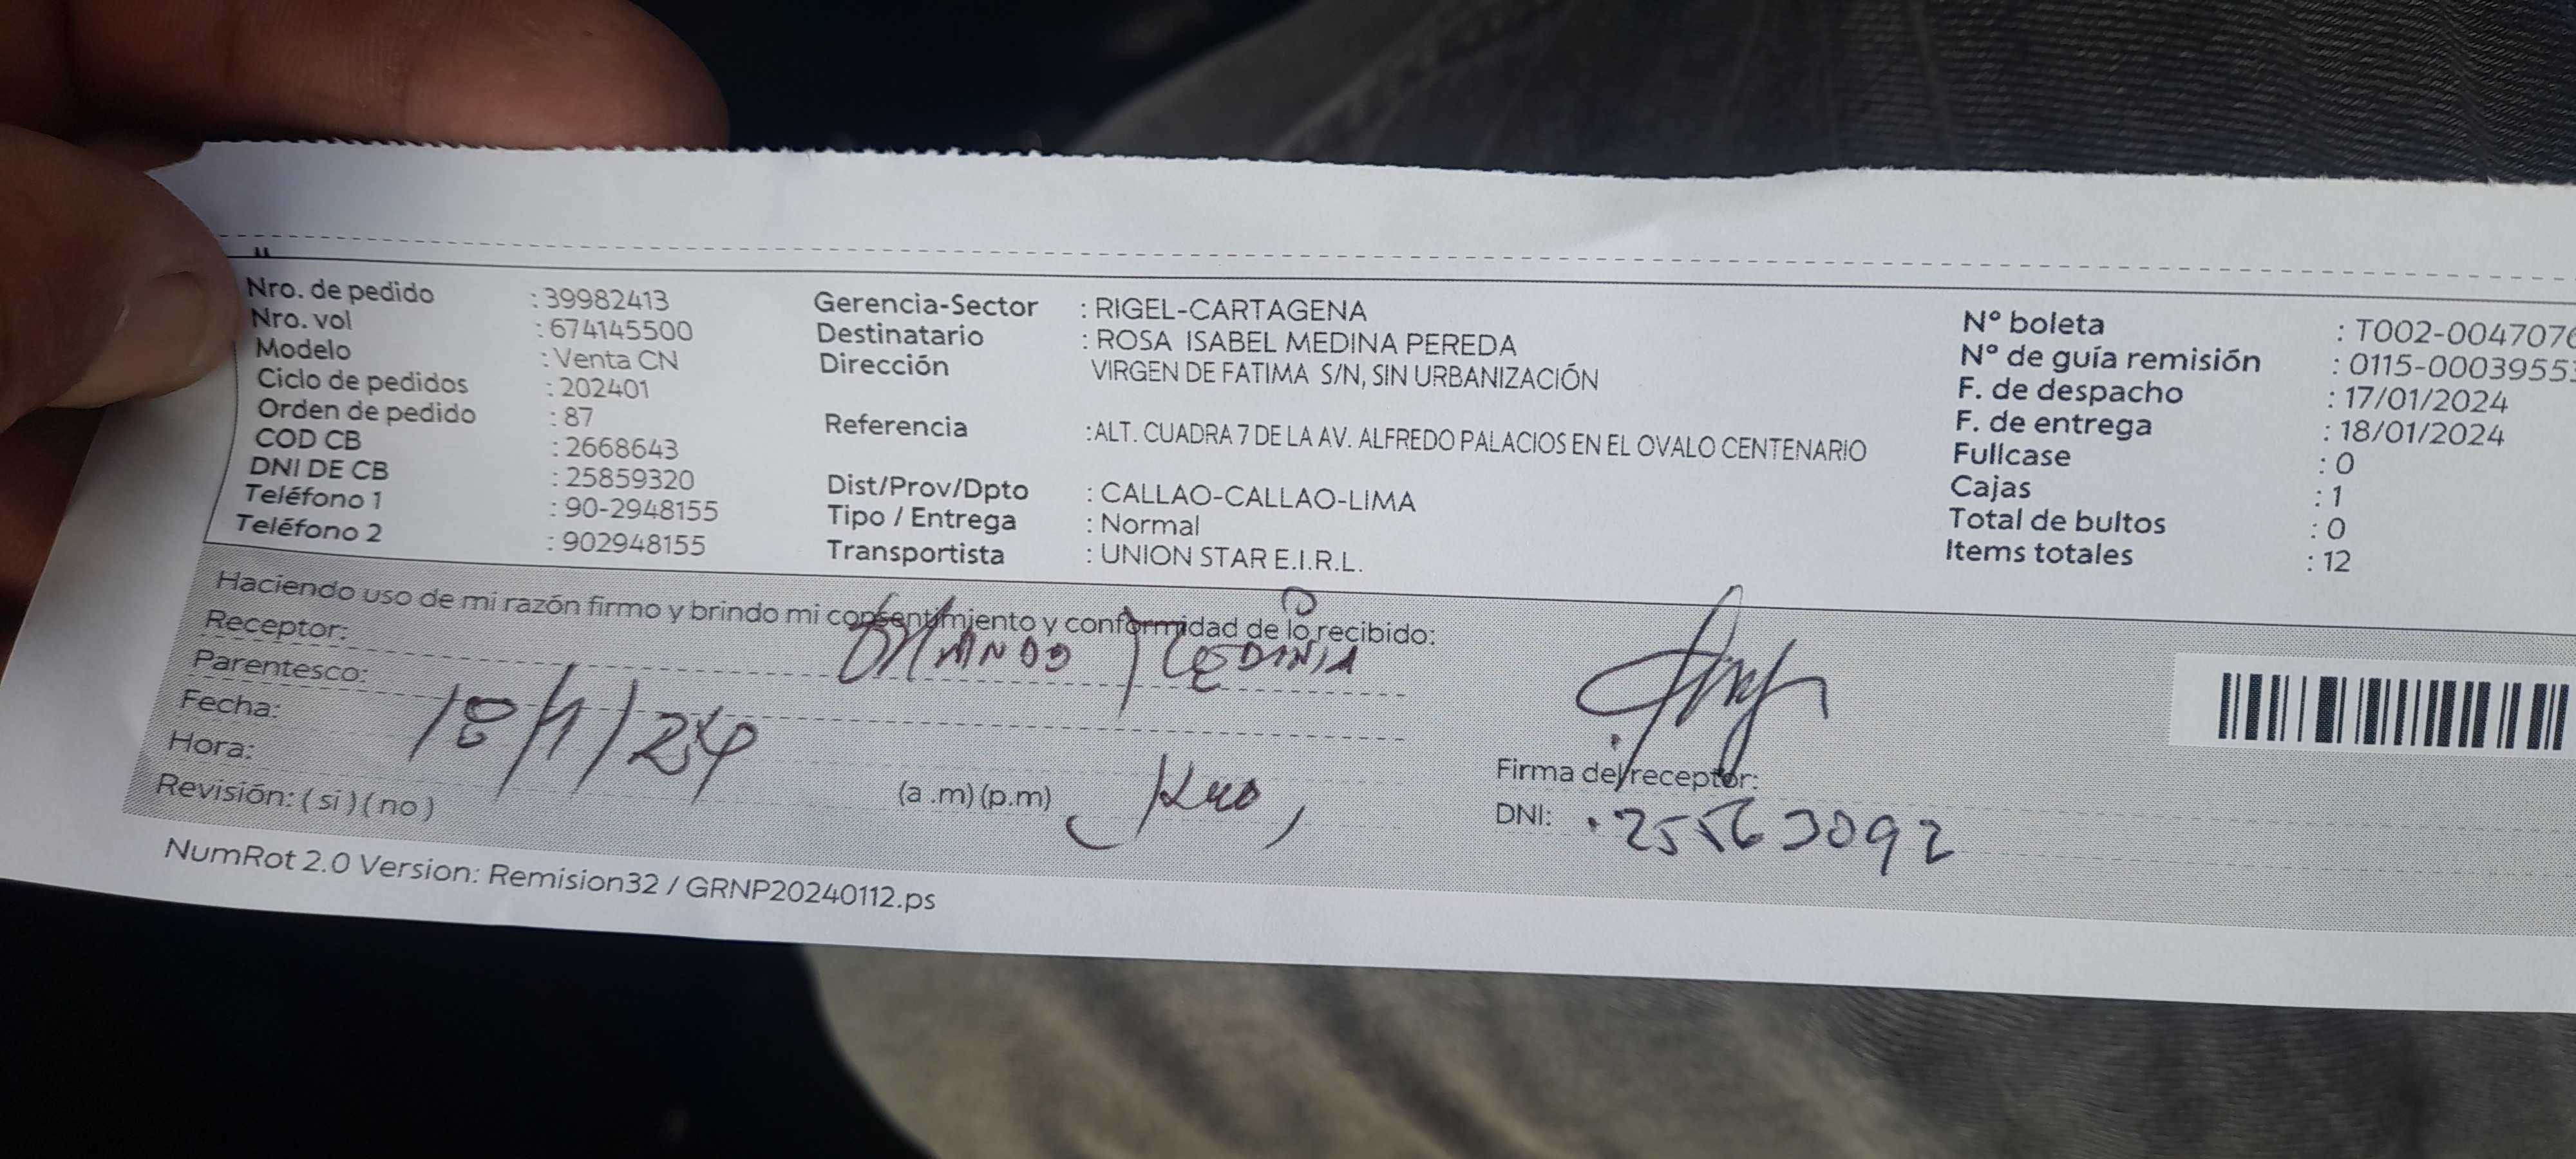 Nro. de pedido : 39982413
Nro. vol : 674145500
Modelo : Venta CN
Ciclo de pedidos : 202401
Orden de pedido : 87
COD CB : 2668643
DNI DE CB : 25859320
Teléfono 1 : 90-2948155
Teléfono 2 : 902948155
Gerencia-Sector : RIGEL-CARTAGENA
Destinatario : ROSA ISABEL MEDINA PEREDA
Dirección VIRGEN DE FATIMA S/N, SIN URBANIZACIÓN
Referencia :ALT. CUADRA 7 DE LA AV. ALFREDO PALACIOS EN EL OVALO CENTENARIO
Dist/Prov/Dpto : CALLAO-CALLAO-LIMA
Tipo / Entrega : Normal
Transportista : UNION STAR E.I.R.L.
N° boleta : T002-0047076
N° de guía remisión : 0115-0003955
F. de despacho : 17/01/2024
F. de entrega : 18/01/2024
Fullcase : 0
Cajas : 1
Total de bultos : 0
Items totales : 12
Haciendo uso de mi razón firmo y brindo mi consentimiento y conformidad de lo recibido:
Receptor:
Parentesco:
Fecha: 18/1/24
Hora: (a .m) (p.m)
Revisión: ( si ) ( no )
Firma del receptor:
DNI: 25563092
NumRot 2.0 Version: Remision32 / GRNP20240112.ps